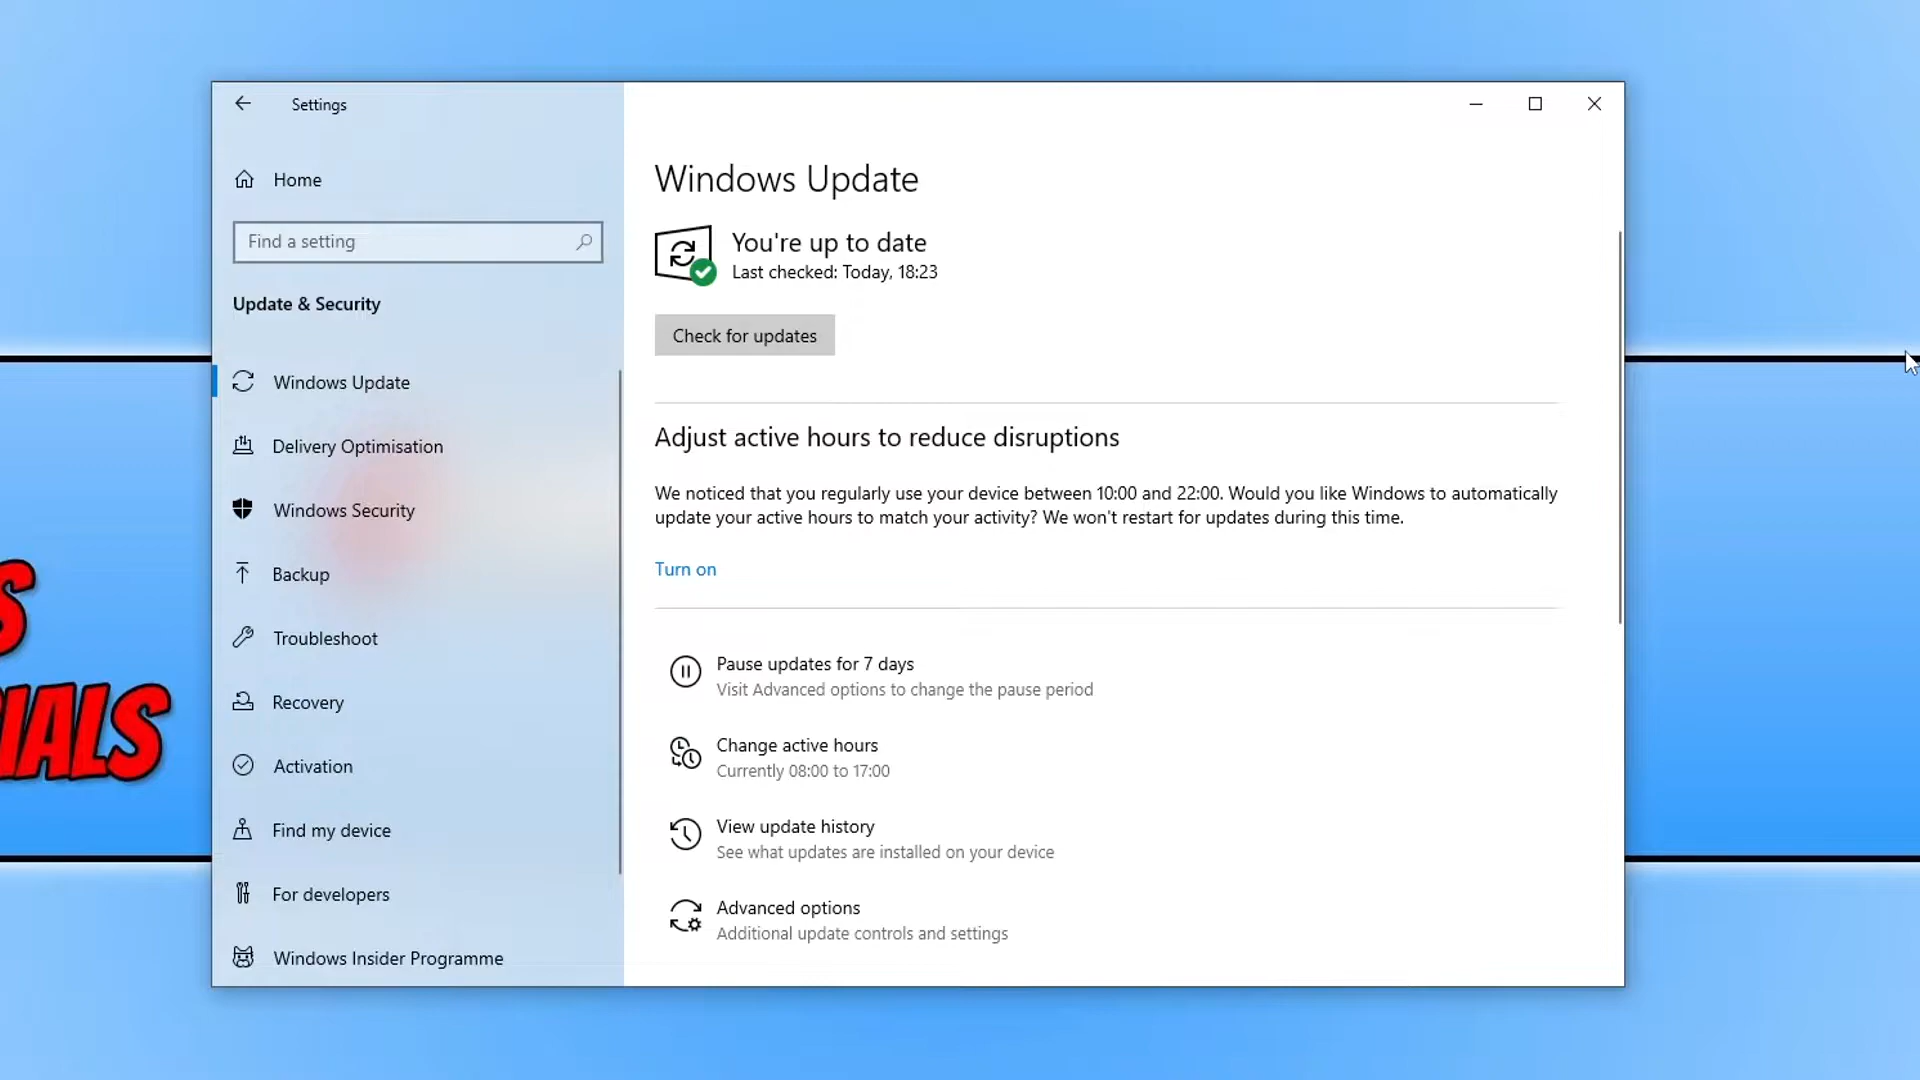 Settings
Home
Find a setting
Update & Security
Windows Update
Delivery Optimisation
Windows Security
Backup
Troubleshoot
Recovery
Activation
Find my device
For developers
Windows Insider Programme
Windows Update
You're up to date
Last checked: Today, 18:23
Check for updates
Adjust active hours to reduce disruptions
We noticed that you regularly use your device between 10:00 and 22:00. Would you like Windows to automatically
update your active hours to match your activity? We won't restart for updates during this time.
Turn on
Pause updates for 7 days
Visit Advanced options to change the pause period
Change active hours
Currently 08:00 to 17:00
View update history
See what updates are installed on your device
Advanced options
Additional update controls and settings
S
IALS